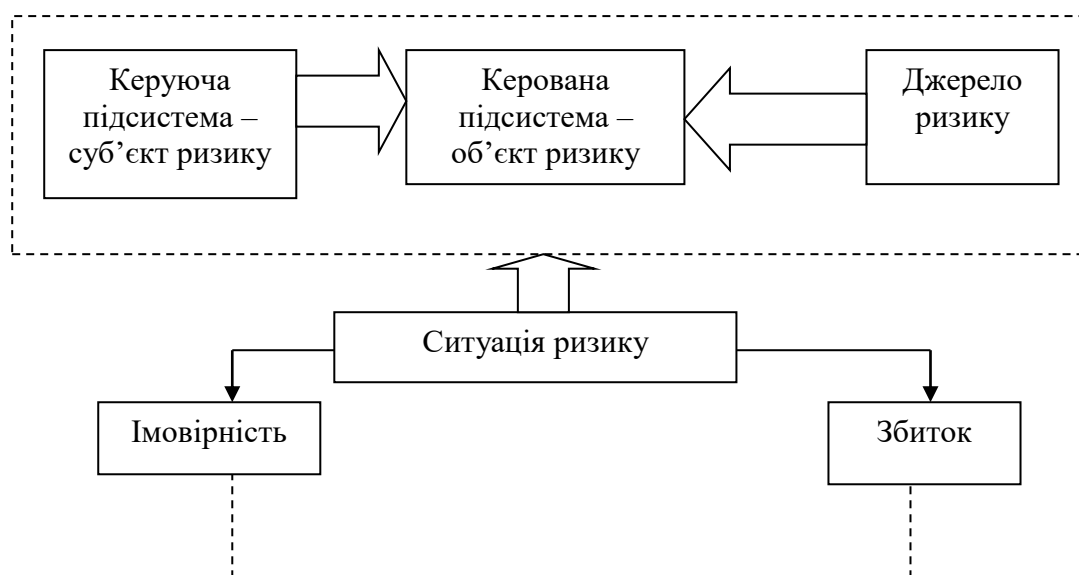 Керуюча
підсистема –
суб’єкт ризику
Керована
підсистема –
об’єкт ризику
Джерело
ризику
Ситуація ризику
Імовірність
Збиток